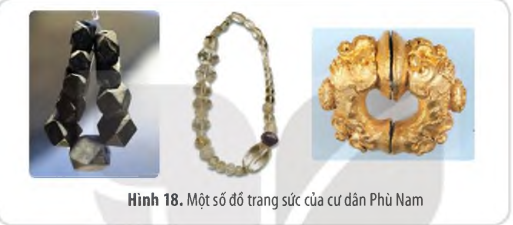 Hình 18. Một số đồ trang sức của cư dân Phù Nam